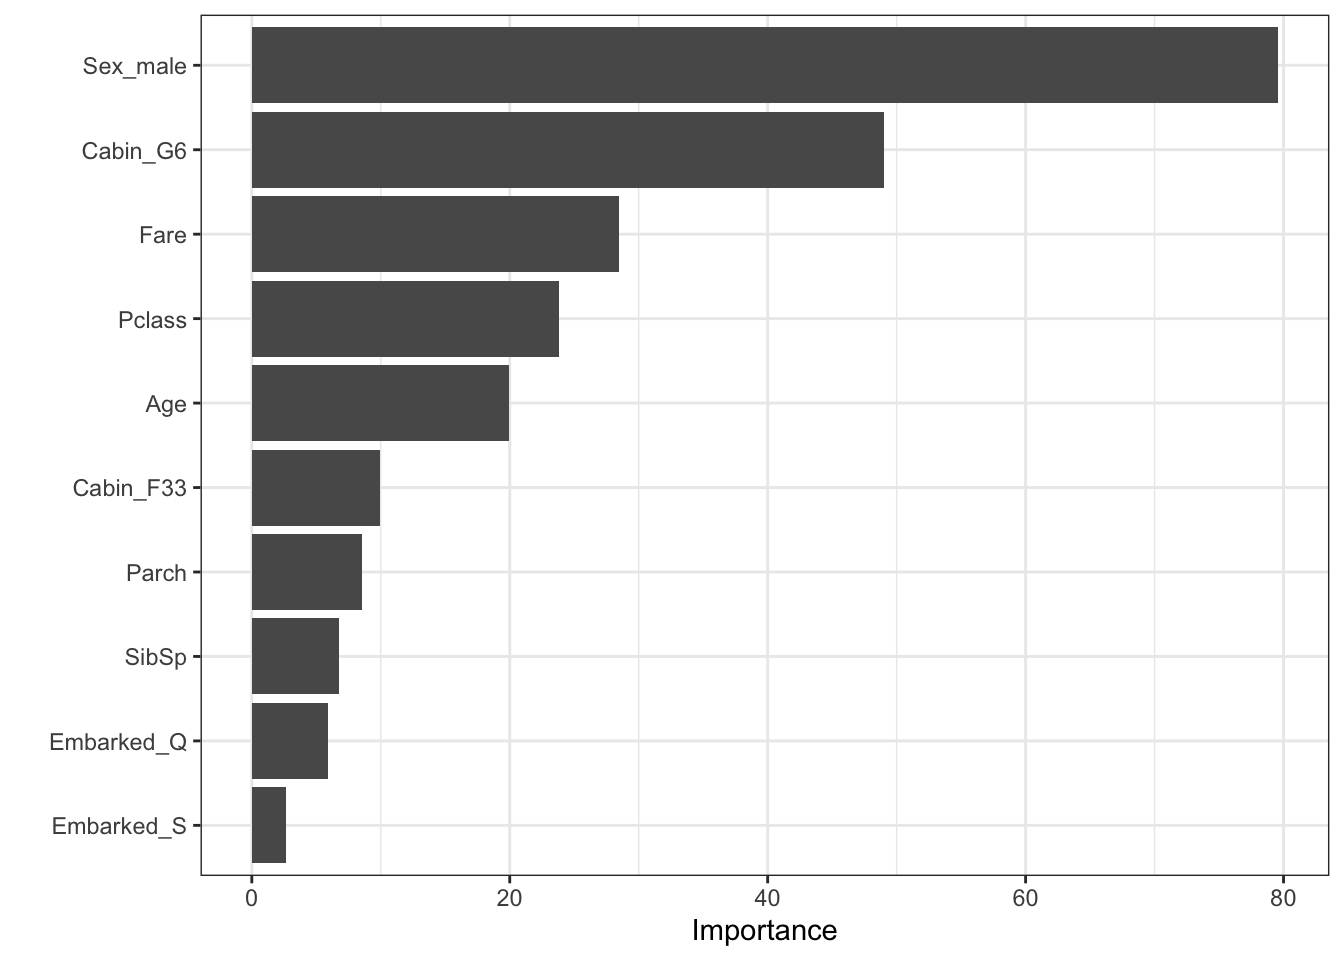 Sex_male
Cabin_G6
Fare
Pclass
Age
Cabin_F33
Parch
SibSp
Embarked_Q
Embarked_S
0 20 40 60 80
Importance